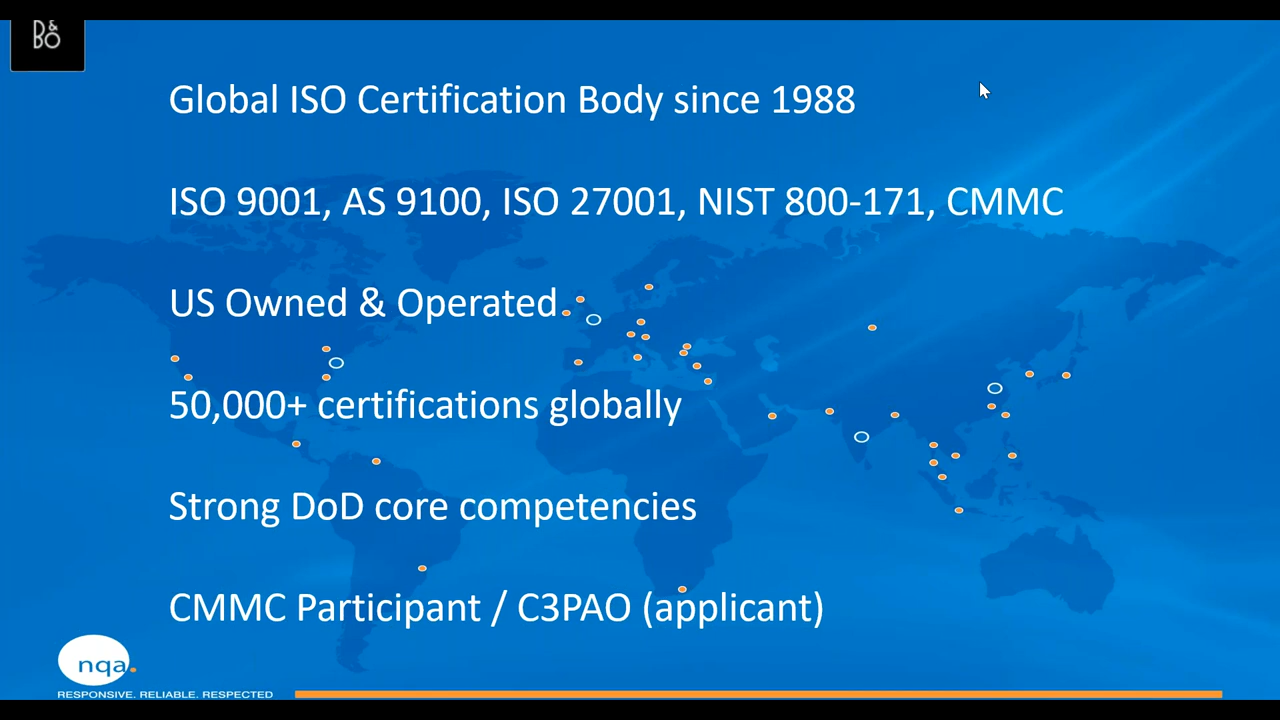 B&
BO
Global ISO Certification Body since 1988
ISO 9001, AS 9100, ISO 27001, NIST 800-171, CMMC
US Owned & Operated
50,000+ certifications globally
Strong DoD core competencies
CMMC Participant / C3PAO (applicant)
nqa.
RESPONSIVE. RELIABLE. RESPECTED